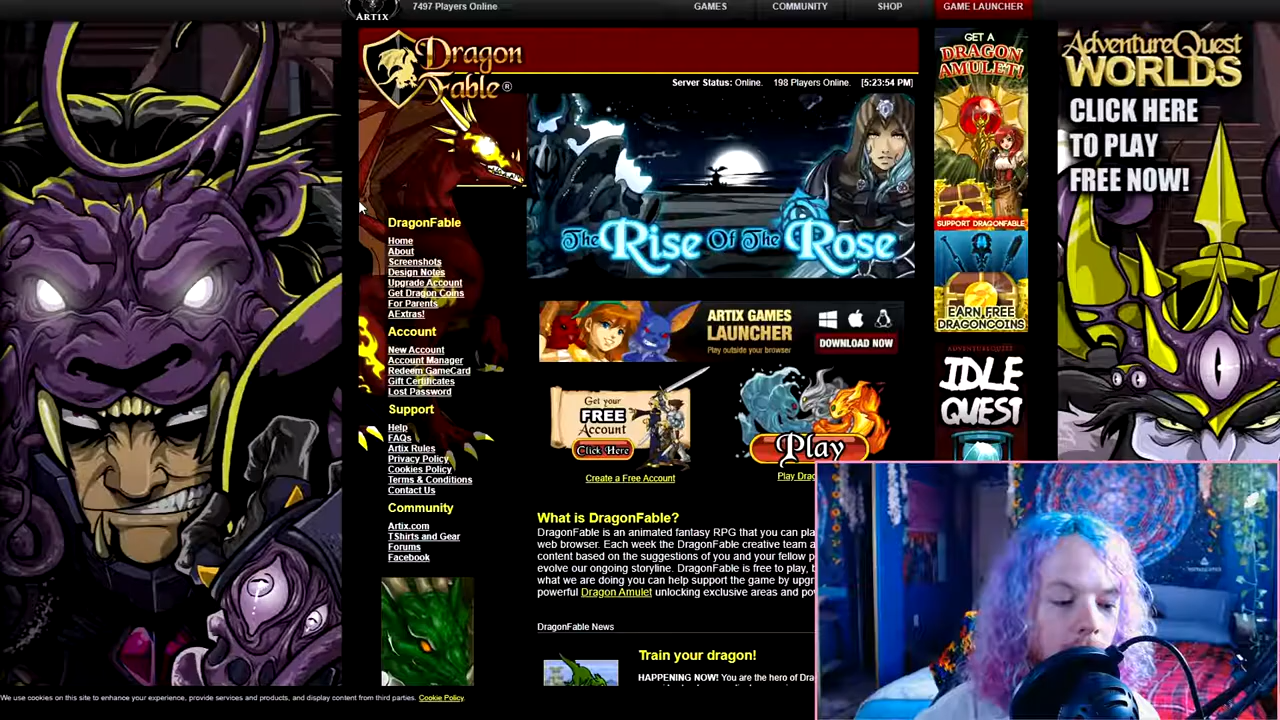 ARTIX
7497 Players Online
GAMES
COMMUNITY
SHOP
GAME LAUNCHER
Dragon
Fable®
Server Status: Online. 198 Players Online. [5:23:54 PM]
The Rise Of The Rose
DragonFable
Home
About
Screenshots
Design Notes
Upgrade Account
Get Dragon Coins
For Parents
AExtras!
Account
New Account
Account Manager
Redeem GameCard
Gift Certificates
Lost Password
Support
Help
FAQs
Artix Rules
Privacy Policy
Cookies Policy
Terms & Conditions
Contact Us
Community
Artix.com
TShirts and Gear
Forums
Facebook
ARTIX GAMES
LAUNCHER
Play outside your browser
DOWNLOAD NOW
Get your
FREE
Account
Click Here
Create a Free Account
Play
Play Drag
What is DragonFable?
DragonFable is an animated fantasy RPG that you can pla
web browser. Each week the DragonFable creative team a
content based on the suggestions of you and your fellow p
evolve our ongoing storyline. DragonFable is free to play, b
what we are doing you can help support the game by upgr
powerful Dragon Amulet unlocking exclusive areas and po
DragonFable News
Train your dragon!
HAPPENING NOW! You are the hero of Dra
GET A
DRAGON
AMULET!
SUPPORT DRAGONFABLE
EARN FREE
DRAGONCOINS
ADVENTUREQUEST
IDLE
QUEST
AdventureQuest
WORLDS
CLICK HERE
TO PLAY
FREE NOW!
We use cookies on this site to enhance your experience, provide services and products, and display content from third parties. Cookie Policy.